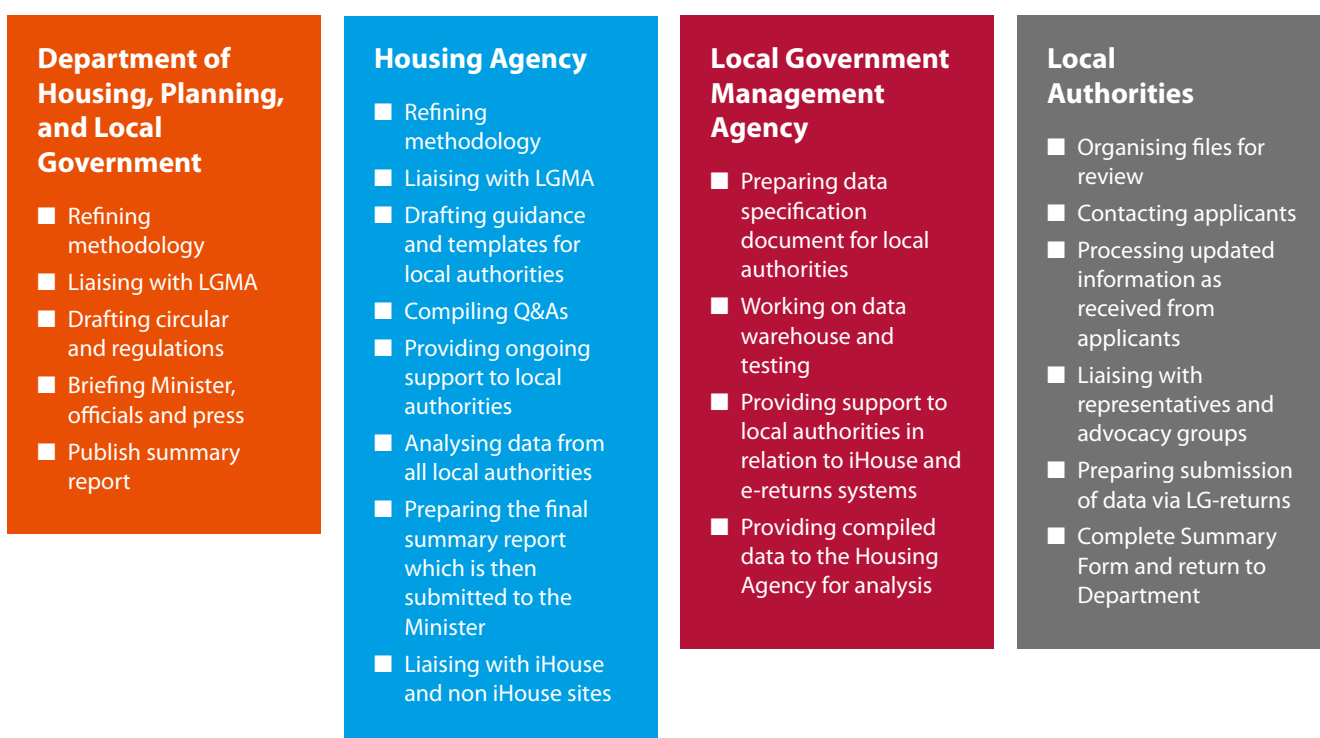 Department of
Housing, Planning,
and Local
Government
■ Refining
methodology
■ Liaising with LGMA
■ Drafting circular
and regulations
■ Briefing Minister,
officials and press
■ Publish summary
report
Housing Agency
■ Refining
methodology
■ Liaising with LGMA
■ Drafting guidance
and templates for
local authorities
■ Compiling Q&As
■ Providing ongoing
support to local
authorities
■ Analysing data from
all local authorities
■ Preparing the final
summary report
which is then
submitted to the
Minister
■ Liaising with iHouse
and non iHouse sites
Local Government
Management
Agency
■ Preparing data
specification
document for local
authorities
■ Working on data
warehouse and
testing
■ Providing support to
local authorities in
relation to iHouse and
e-returns systems
■ Providing compiled
data to the Housing
Agency for analysis
Local
Authorities
■ Organising files for
review
■ Contacting applicants
■ Processing updated
information as
received from
applicants
■ Liaising with
representatives and
advocacy groups
■ Preparing submission
of data via LG-returns
■ Complete Summary
Form and return to
Department